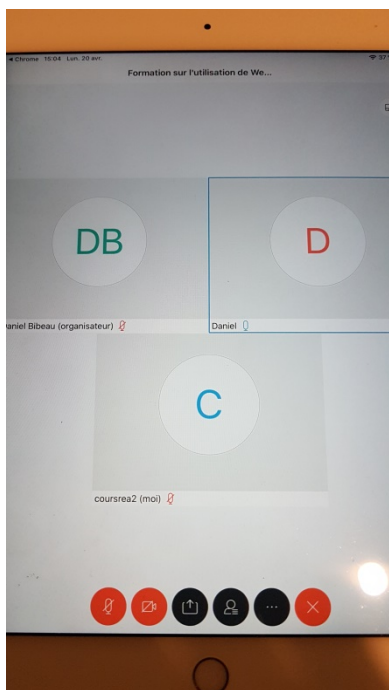 ◀ Chrome 15:04 Lun. 20 avr.
Formation sur l'utilisation de We...
DB
D
aniel Bibeau (organisateur)
Daniel
C
coursrea2 (moi)